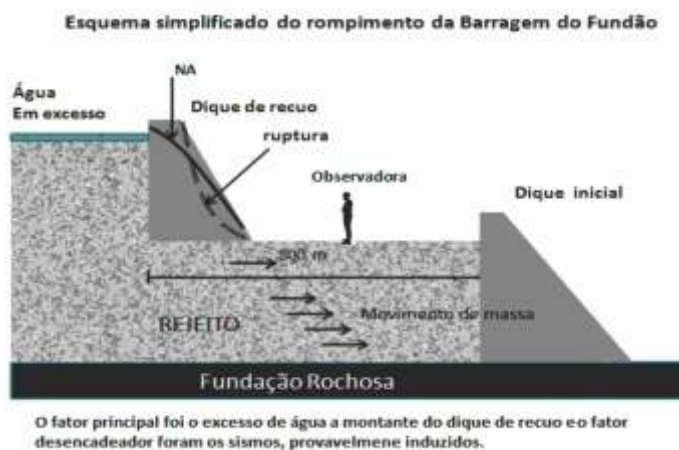 Esquema simplificado do rompimento da Barragem do Fundão
NA
Água
Em excesso
Dique de recuo
ruptura
Observadora
Dique inicial
800 m
Movimento de massa
REJEITO
Fundação Rochosa
O fator principal foi o excesso de água a montante do dique de recuo eo fator
desencadeador foram os sismos, provavelmene induzidos.